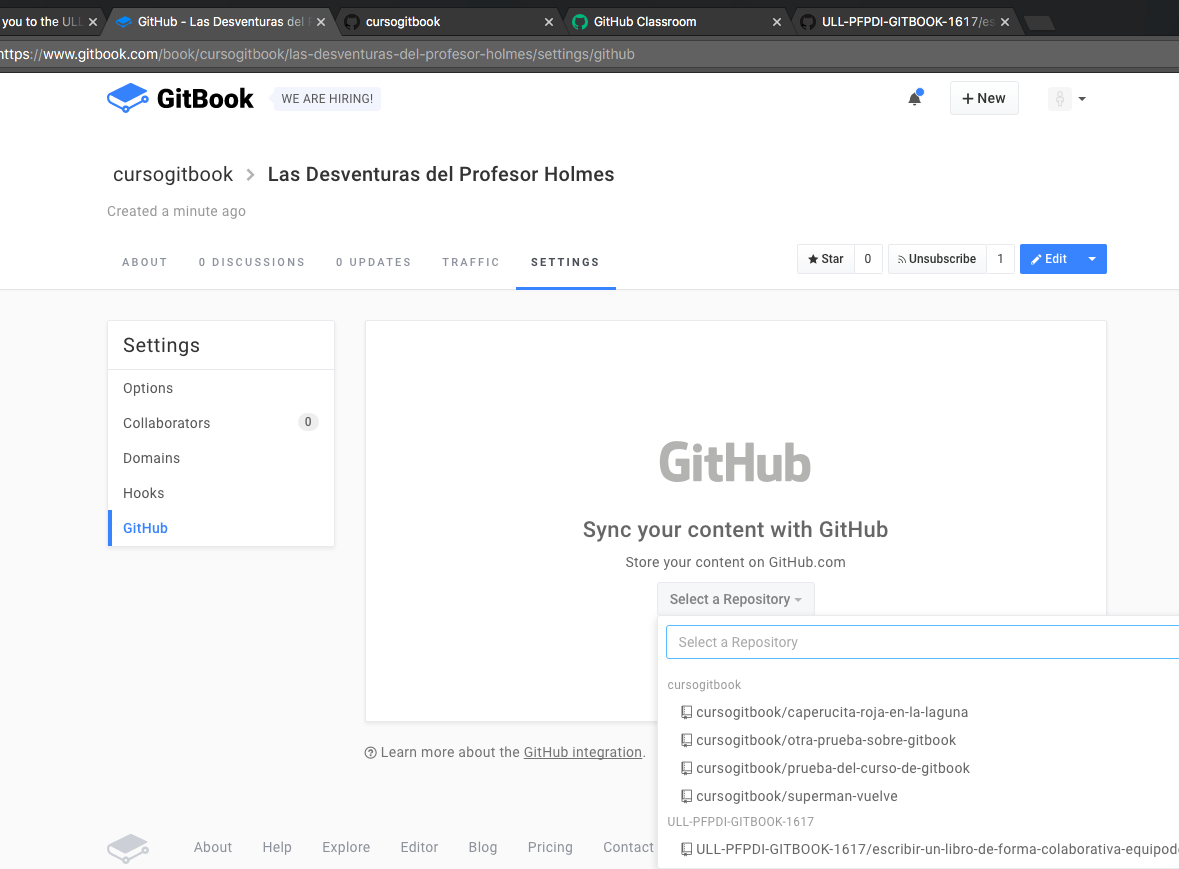 you to the ULL
GitHub - Las Desventuras del
cursogitbook
GitHub Classroom
ULL-PFPDI-GITBOOK-1617/es
https://www.gitbook.com/book/cursogitbook/las-desventuras-del-profesor-holmes/settings/github
GitBook WE ARE HIRING!
+ New
cursogitbook > Las Desventuras del Profesor Holmes
Created a minute ago
ABOUT 0 DISCUSSIONS 0 UPDATES TRAFFIC SETTINGS
Star 0 Unsubscribe 1 Edit
Settings
Options
Collaborators 0
Domains
Hooks
GitHub
GitHub
Sync your content with GitHub
Store your content on GitHub.com
Select a Repository
Select a Repository
cursogitbook
cursogitbook/caperucita-roja-en-la-laguna
cursogitbook/otra-prueba-sobre-gitbook
cursogitbook/prueba-del-curso-de-gitbook
cursogitbook/superman-vuelve
ULL-PFPDI-GITBOOK-1617
ULL-PFPDI-GITBOOK-1617/escribir-un-libro-de-forma-colaborativa-equipod
Learn more about the GitHub integration.
About Help Explore Editor Blog Pricing Contact